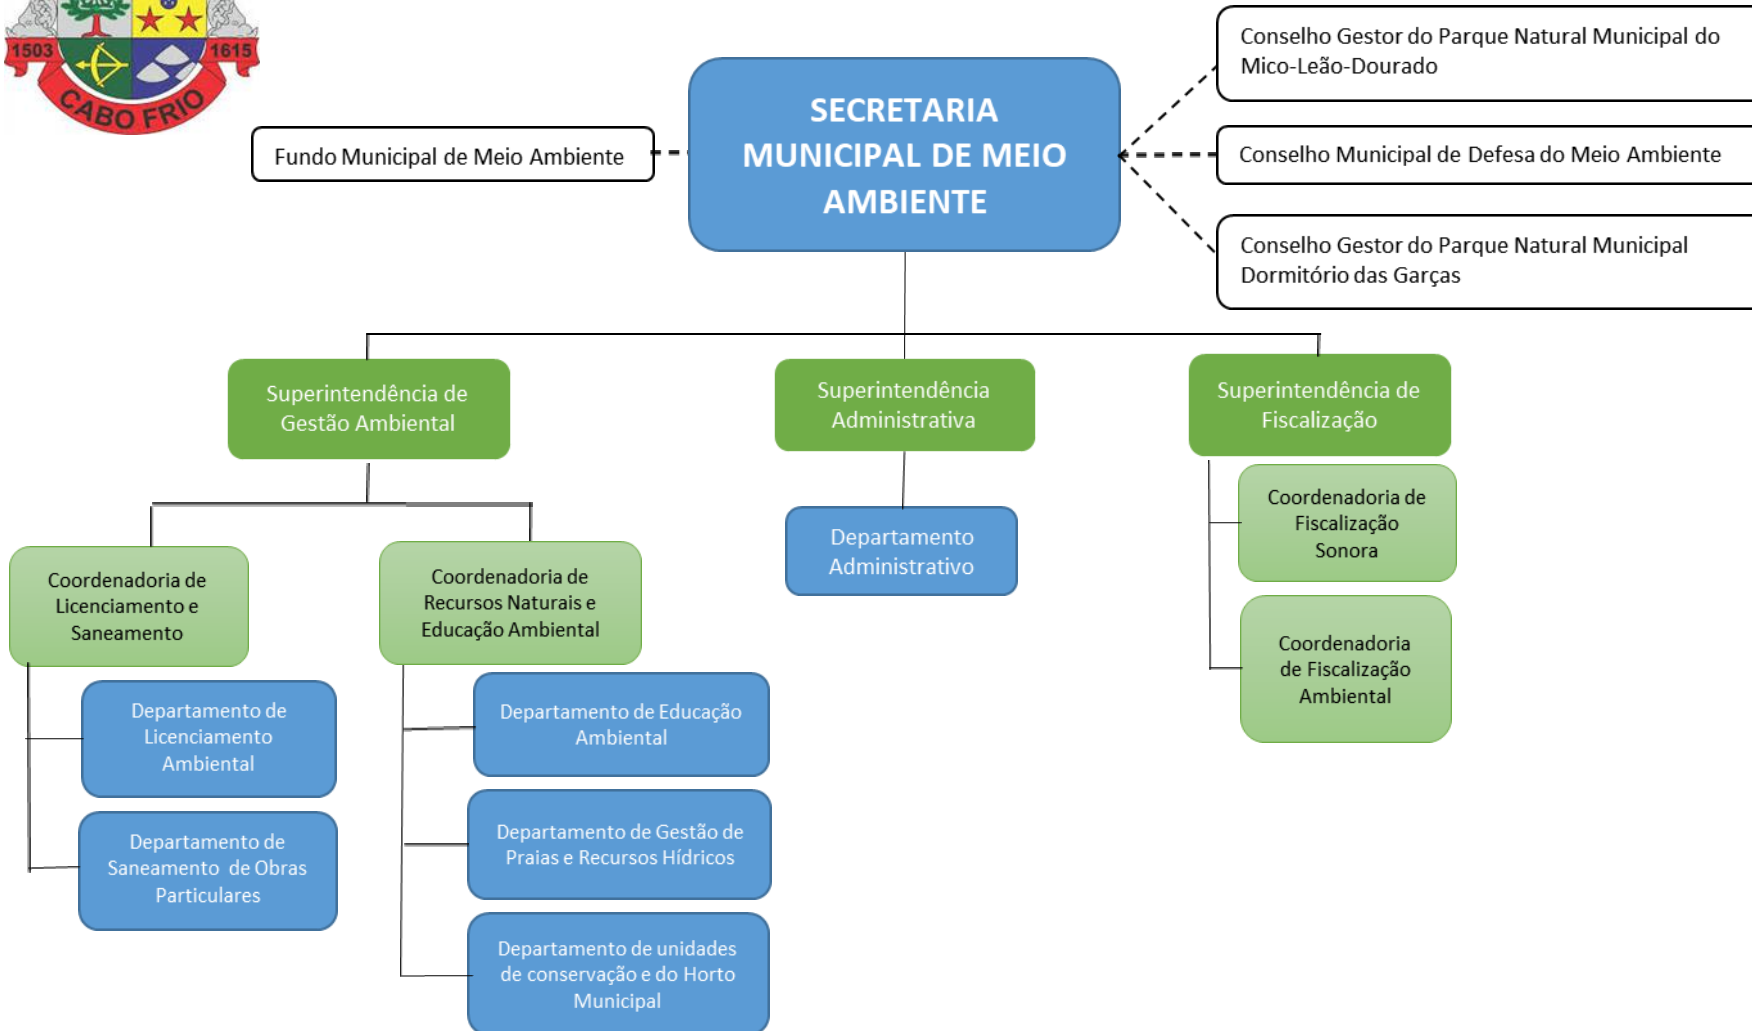 1503
1615
CABO FRIO
Conselho Gestor do Parque Natural Municipal do
Mico-Leão-Dourado
SECRETARIA
MUNICIPAL DE MEIO
AMBIENTE
Fundo Municipal de Meio Ambiente
Conselho Municipal de Defesa do Meio Ambiente
Conselho Gestor do Parque Natural Municipal
Dormitório das Garças
Superintendência de
Gestão Ambiental
Superintendência
Administrativa
Superintendência de
Fiscalização
Coordenadoria de
Licenciamento e
Saneamento
Coordenadoria de
Recursos Naturais e
Educação Ambiental
Departamento
Administrativo
Coordenadoria de
Fiscalização
Sonora
Coordenadoria
de Fiscalização
Ambiental
Departamento de
Licenciamento
Ambiental
Departamento de
Saneamento  de Obras
Particulares
Departamento de Educação
Ambiental
Departamento de Gestão de
Praias e Recursos Hídricos
Departamento de unidades
de conservação e do Horto
Municipal